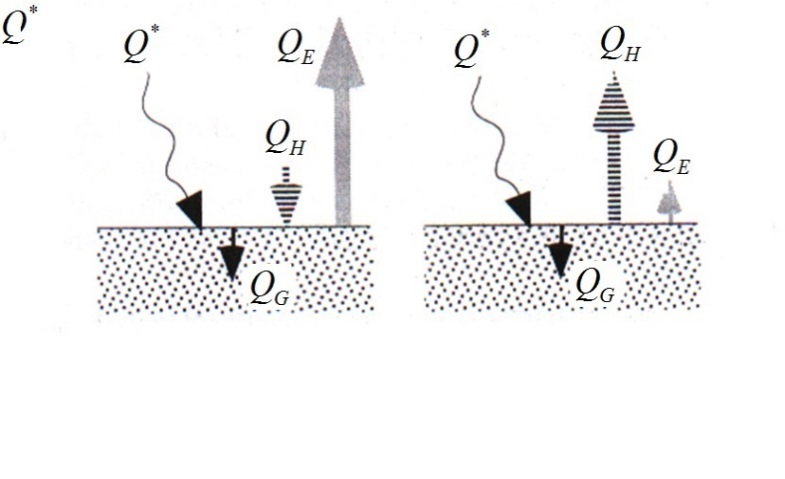 Q*
Q* Q_E Q* Q_H
Q_H Q_E
Q_G Q_G